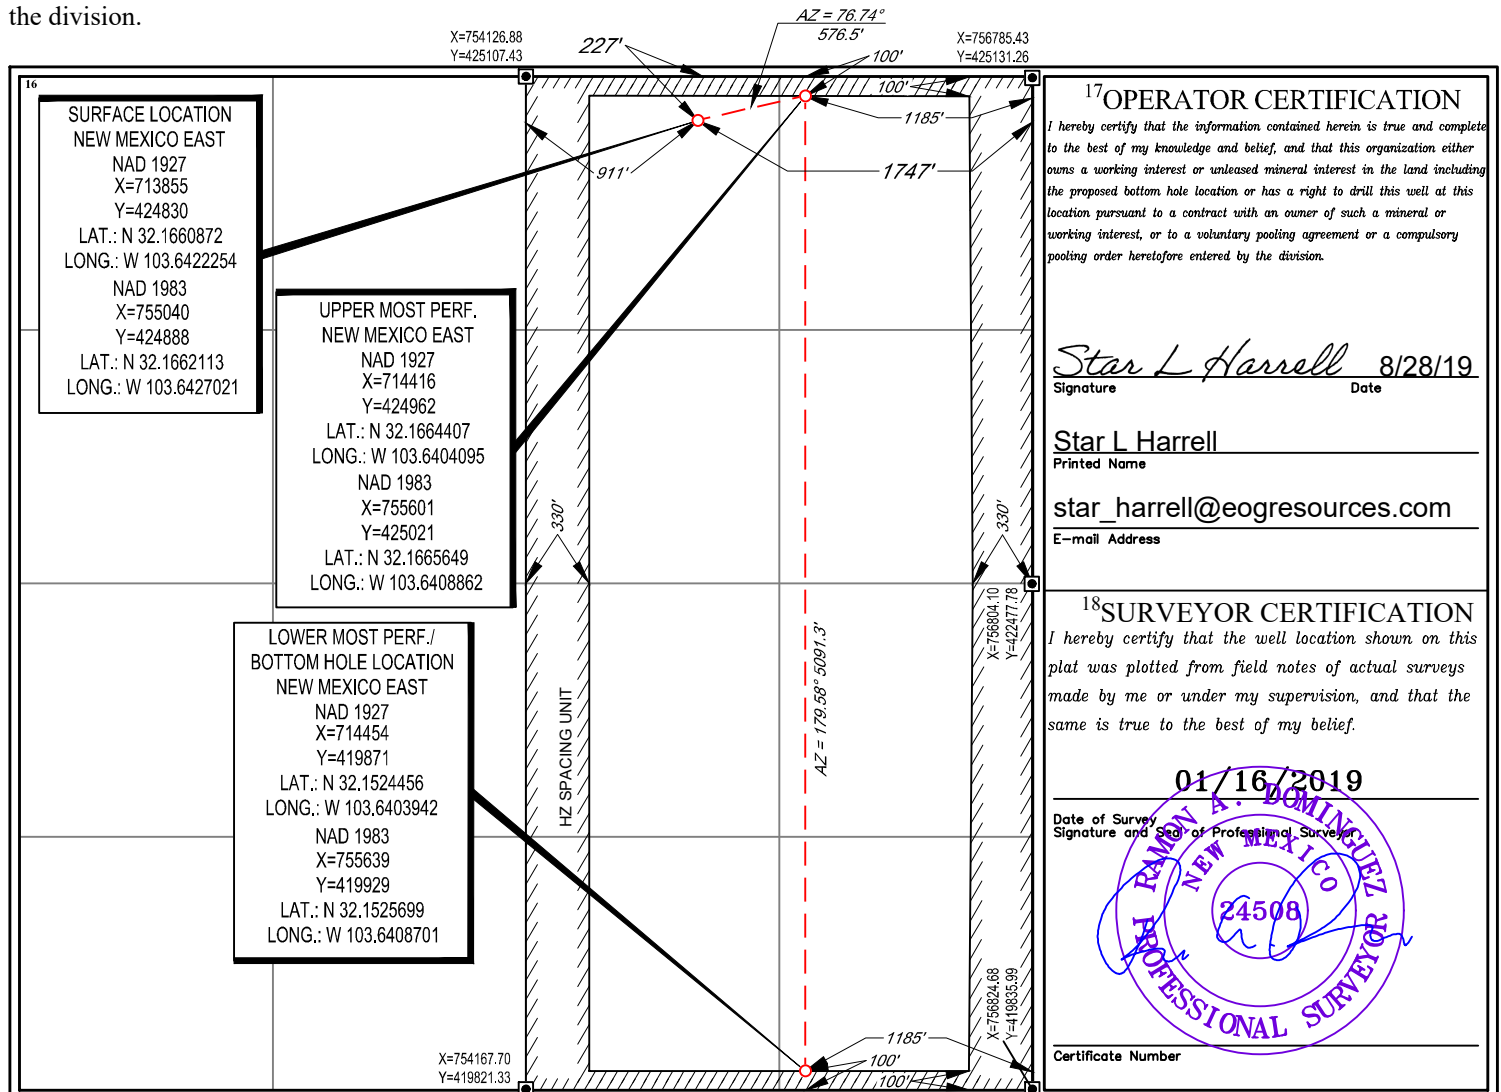 the division.
X=754126.88
Y=425107.43
227'
AZ = 76.74°
576.5'
X=756785.43
Y=425131.26
100'
100'
1185'
911'
1747'
16
SURFACE LOCATION
NEW MEXICO EAST
NAD 1927
X=713855
Y=424830
LAT.: N 32.1660872
LONG.: W 103.6422254
NAD 1983
X=755040
Y=424888
LAT.: N 32.1662113
LONG.: W 103.6427021
UPPER MOST PERF.
NEW MEXICO EAST
NAD 1927
X=714416
Y=424962
LAT.: N 32.1664407
LONG.: W 103.6404095
NAD 1983
X=755601
Y=425021
LAT.: N 32.1665649
LONG.: W 103.6408862
330'
330'
X=756804.10
Y=422477.78
LOWER MOST PERF./
BOTTOM HOLE LOCATION
NEW MEXICO EAST
NAD 1927
X=714454
Y=419871
LAT.: N 32.1524456
LONG.: W 103.6403942
NAD 1983
X=755639
Y=419929
LAT.: N 32.1525699
LONG.: W 103.6408701
HZ SPACING UNIT
AZ = 179.58° 5091.3'
X=756824.68
Y=419835.99
X=754167.70
Y=419821.33
1185'
100'
100'
17OPERATOR CERTIFICATION
I hereby certify that the information contained herein is true and complete
to the best of my knowledge and belief, and that this organization either
owns a working interest or unleased mineral interest in the land including
the proposed bottom hole location or has a right to drill this well at this
location pursuant to a contract with an owner of such a mineral or
working interest, or to a voluntary pooling agreement or a compulsory
pooling order heretofore entered by the division.
Star L Harrell 8/28/19
Signature Date
Star L Harrell
Printed Name
star_harrell@eogresources.com
E-mail Address
18SURVEYOR CERTIFICATION
I hereby certify that the well location shown on this
plat was plotted from field notes of actual surveys
made by me or under my supervision, and that the
same is true to the best of my belief.
01/16/2019
Date of Survey
Signature and Seal of Professional Surveyor
RAMON A. DOMINGUEZ
NEW MEXICO
24508
PROFESSIONAL SURVEYOR
Certificate Number